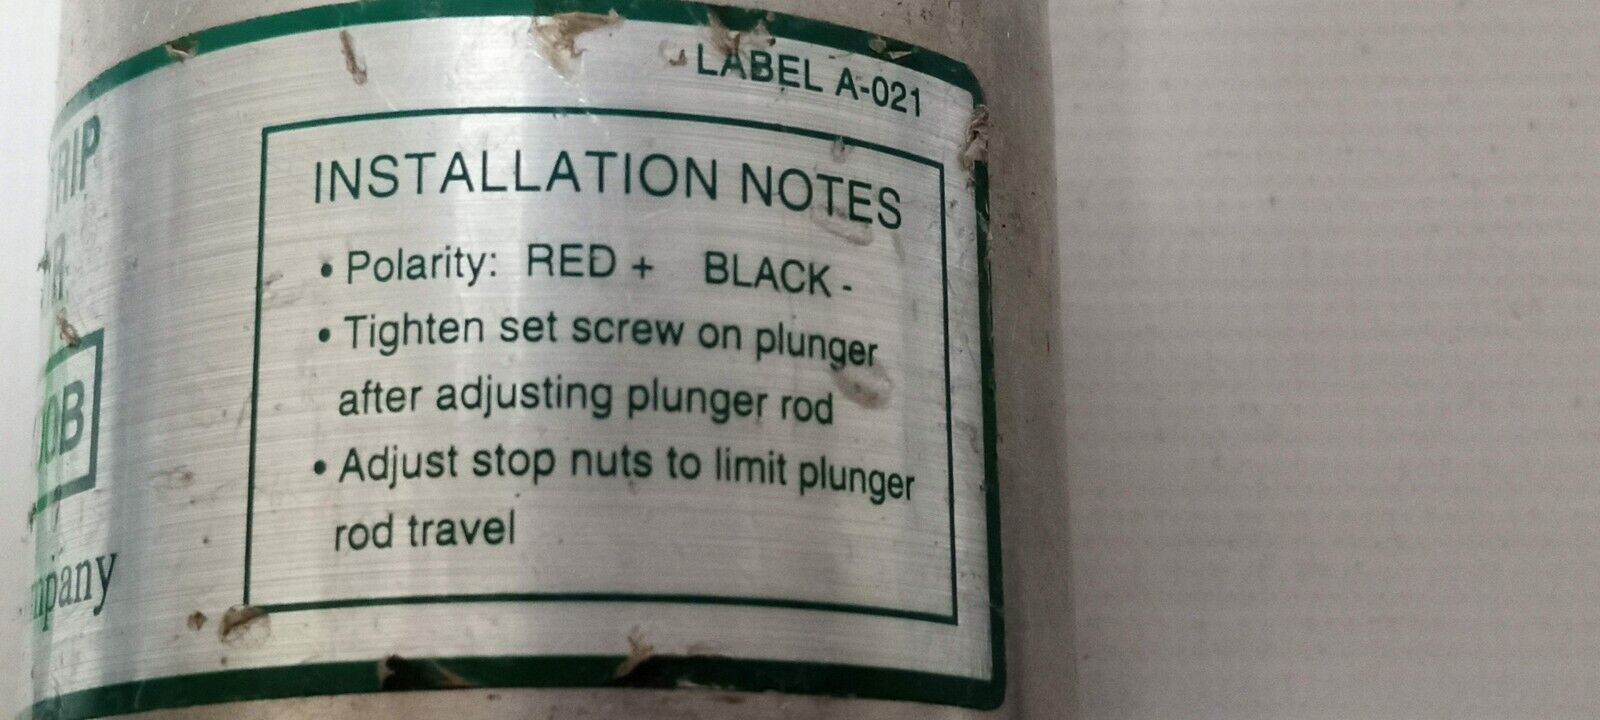 LABEL A-021
INSTALLATION NOTES
• Polarity: RED + BLACK -
• Tighten set screw on plunger
after adjusting plunger rod
• Adjust stop nuts to limit plunger
rod travel